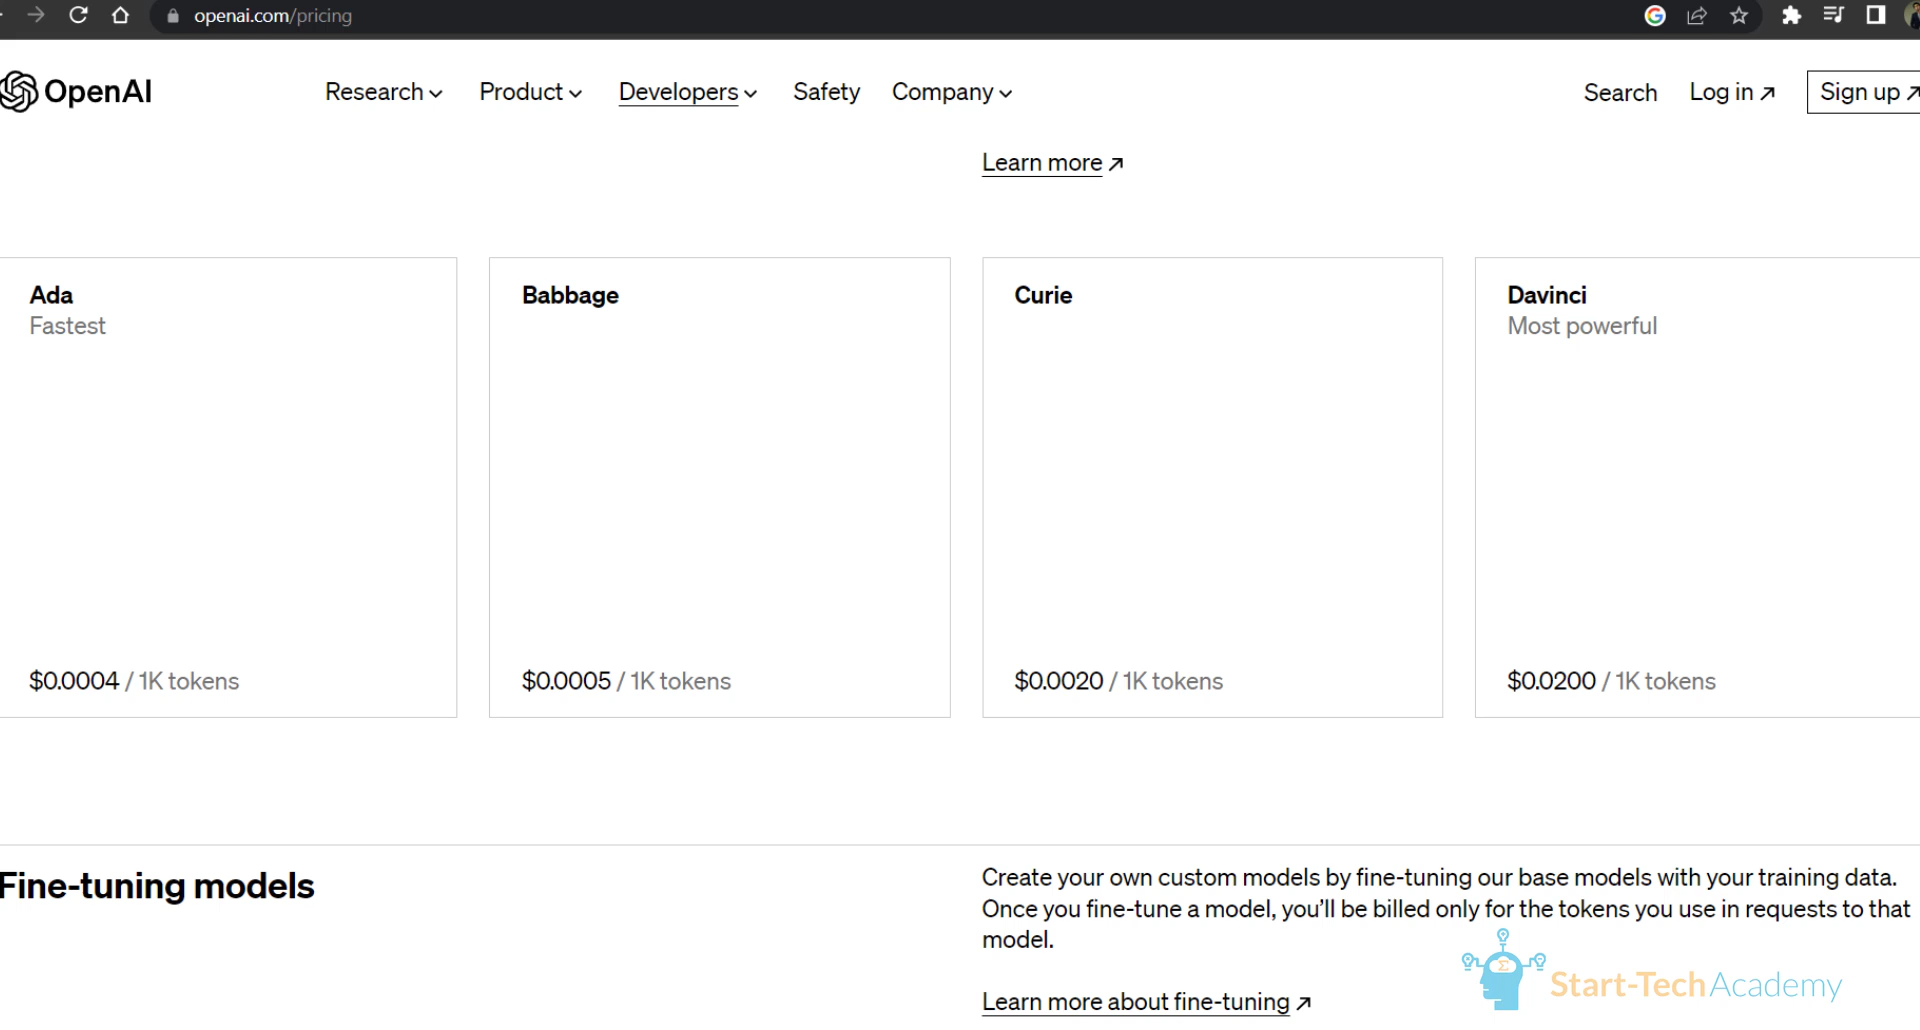 openai.com/pricing
OpenAI
Research
Product
Developers
Safety
Company
Search
Log in ↗
Sign up ↗
Learn more ↗
Ada
Fastest
$0.0004 / 1K tokens
Babbage
$0.0005 / 1K tokens
Curie
$0.0020 / 1K tokens
Davinci
Most powerful
$0.0200 / 1K tokens
Fine-tuning models
Create your own custom models by fine-tuning our base models with your training data.
Once you fine-tune a model, you’ll be billed only for the tokens you use in requests to that
model.
Learn more about fine-tuning ↗
Start-Tech Academy